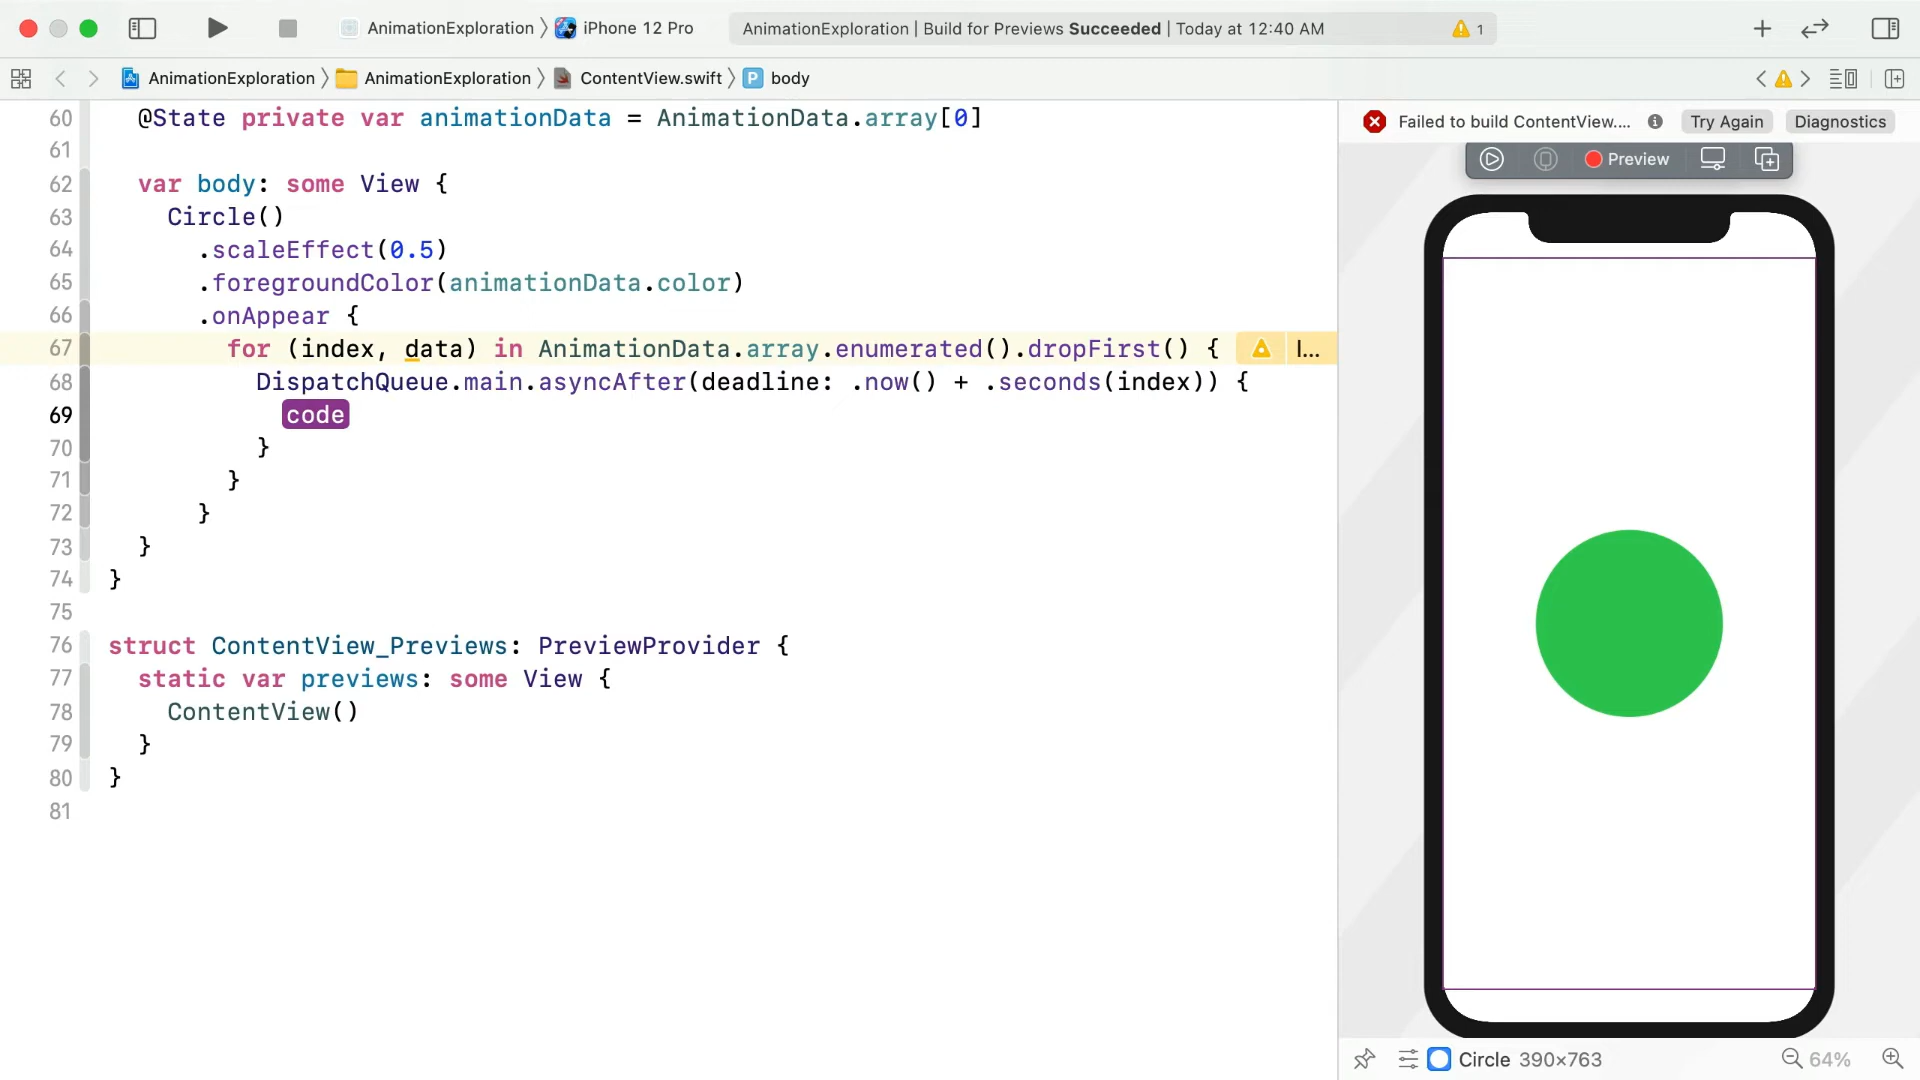 AnimationExploration 〉 iPhone 12 Pro
AnimationExploration | Build for Previews Succeeded | Today at 12:40 AM
1
AnimationExploration 〉 AnimationExploration 〉 ContentView.swift 〉 P body
60 @State private var animationData = AnimationData.array[0]
61
62 var body: some View {
63 Circle()
64 .scaleEffect(0.5)
65 .foregroundColor(animationData.color)
66 .onAppear {
67 for (index, data) in AnimationData.array.enumerated().dropFirst() { I...
68 DispatchQueue.main.asyncAfter(deadline: .now() + .seconds(index)) {
69 code
70 }
71 }
72 }
73 }
74 }
75
76 struct ContentView_Previews: PreviewProvider {
77 static var previews: some View {
78 ContentView()
79 }
80 }
81
Failed to build ContentView.... Try Again Diagnostics
Preview
Circle 390×763
64%